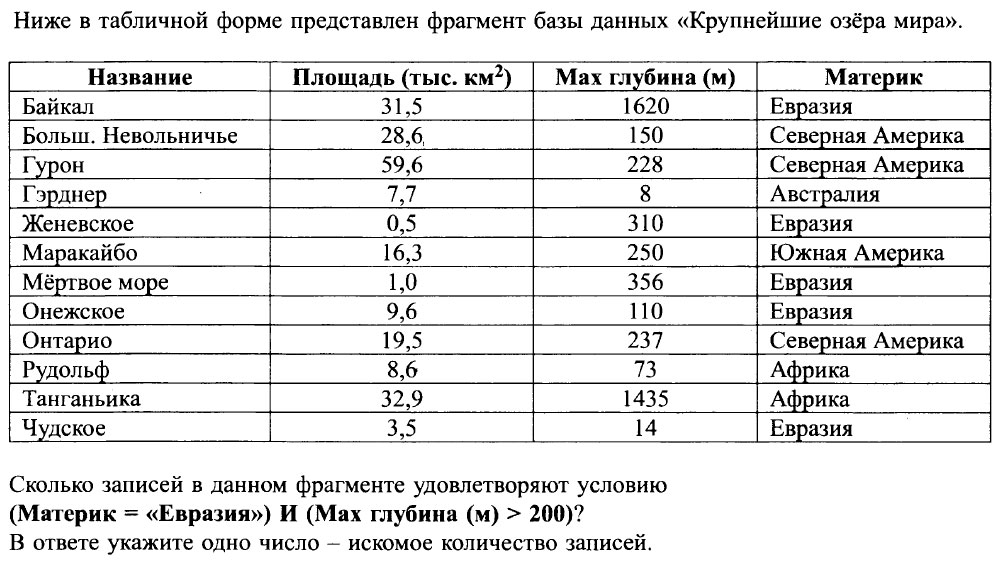 Ниже в табличной форме представлен фрагмент базы данных «Крупнейшие озёра мира».
Название Площадь (тыс. км²) Мах глубина (м) Материк
Байкал 31,5 1620 Евразия
Больш. Невольничье 28,6 150 Северная Америка
Гурон 59,6 228 Северная Америка
Гэрднер 7,7 8 Австралия
Женевское 0,5 310 Евразия
Маракайбо 16,3 250 Южная Америка
Мёртвое море 1,0 356 Евразия
Онежское 9,6 110 Евразия
Онтарио 19,5 237 Северная Америка
Рудольф 8,6 73 Африка
Танганьика 32,9 1435 Африка
Чудское 3,5 14 Евразия
Сколько записей в данном фрагменте удовлетворяют условию
(Материк = «Евразия») И (Мах глубина (м) > 200)?
В ответе укажите одно число – искомое количество записей.